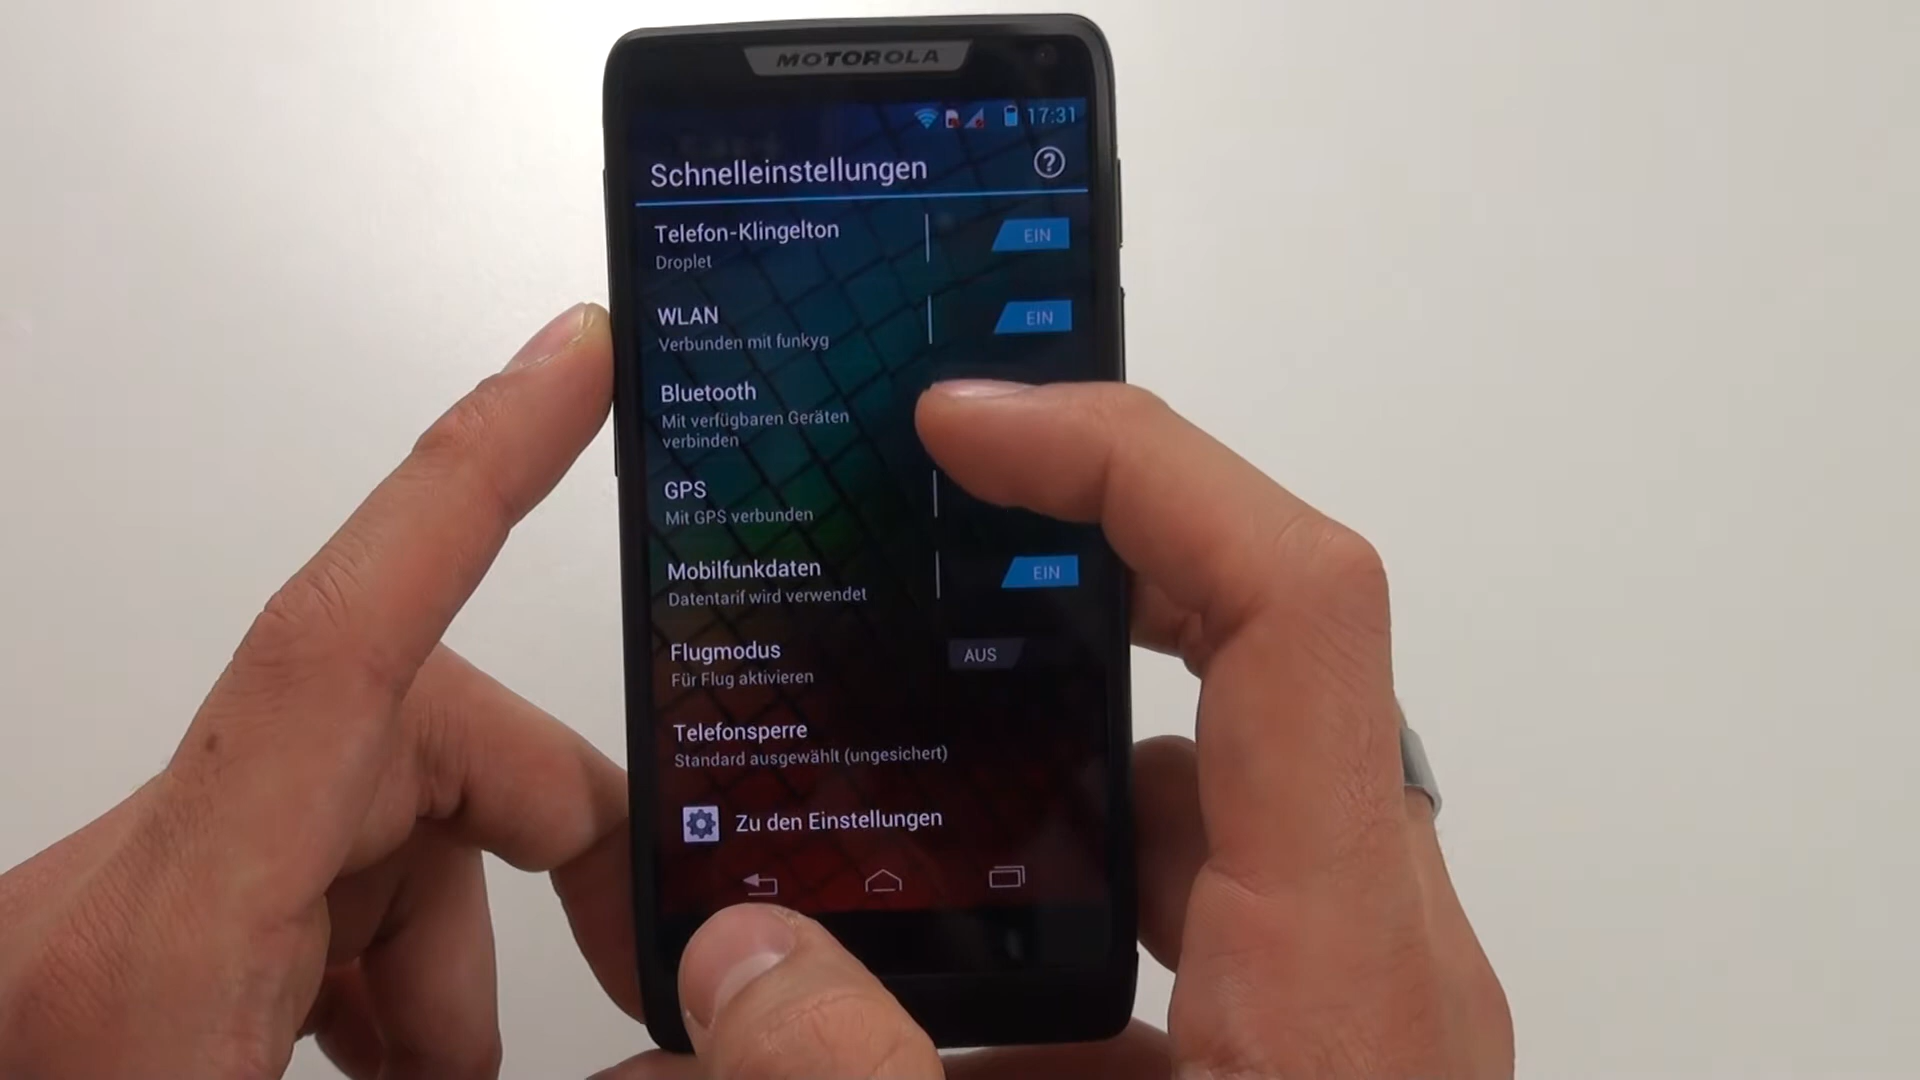 MOTOROLA
17:31
Schnelleinstellungen
?
Telefon-Klingelton
EIN
Droplet
WLAN
EIN
Verbunden mit funkyg
Bluetooth
Mit verfügbaren Geräten
verbinden
GPS
Mit GPS verbunden
Mobilfunkdaten
EIN
Datentarif wird verwendet
Flugmodus
AUS
Für Flug aktivieren
Telefonsperre
Standard ausgewählt (ungesichert)
Zu den Einstellungen